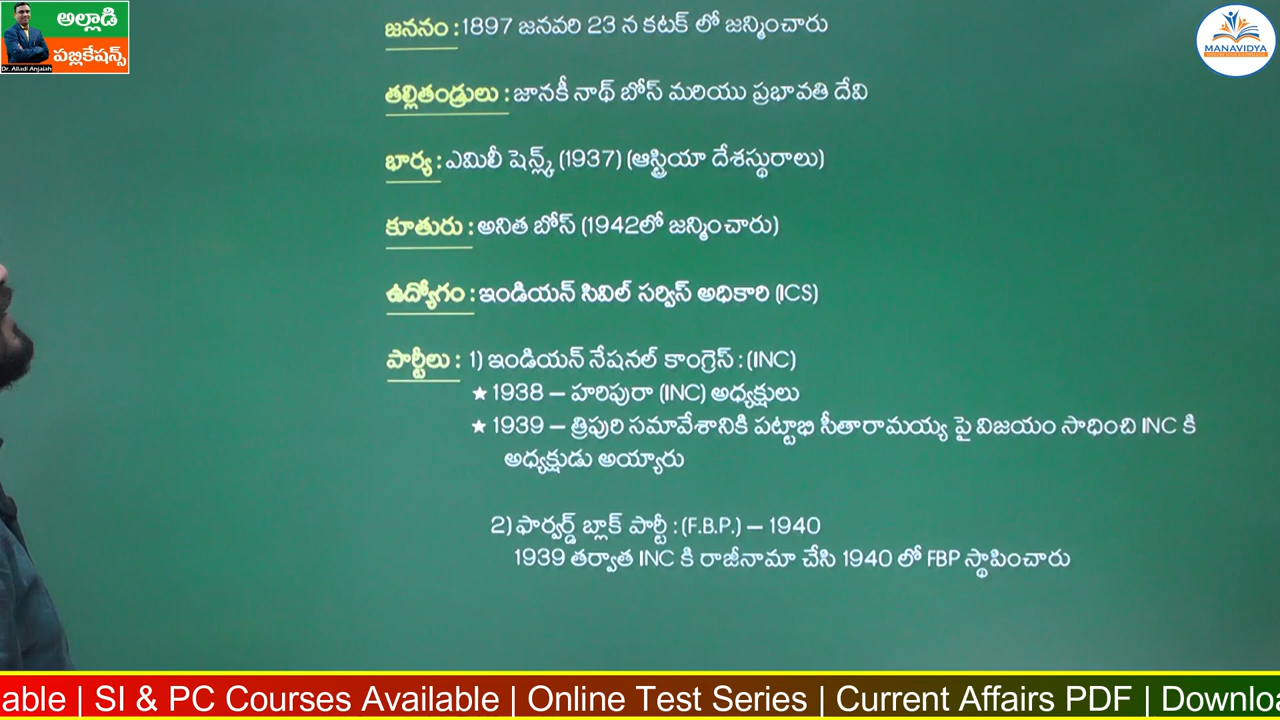 అల్లాడి
పబ్లికేషన్స్
Dr. Alladi Anjaiah
MANAVIDYA
జననం : 1897 జనవరి 23 న కటక్ లో జన్మించారు
తల్లితండ్రులు : జానకీ నాథ్ బోస్ మరియు ప్రభావతి దేవి
భార్య : ఎమిలీ షెన్ల్క్ (1937) (ఆస్ట్రియా దేశస్థురాలు)
కూతురు : అనిత బోస్ (1942లో జన్మించారు)
ఉద్యోగం : ఇండియన్ సివిల్ సర్విస్ అధికారి (ICS)
పార్టీలు : 1) ఇండియన్ నేషనల్ కాంగ్రెస్ : (INC)
★ 1938 – హరిపురా (INC) అధ్యక్షులు
★ 1939 – త్రిపురి సమావేశానికి పట్టాభి సీతారామయ్య పై విజయం సాధించి INC కి
అధ్యక్షుడు అయ్యారు
2) ఫార్వర్డ్ బ్లాక్ పార్టీ : (F.B.P.) – 1940
1939 తర్వాత INC కి రాజీనామా చేసి 1940 లో FBP స్థాపించారు
able | SI & PC Courses Available | Online Test Series | Current Affairs PDF | Downlo